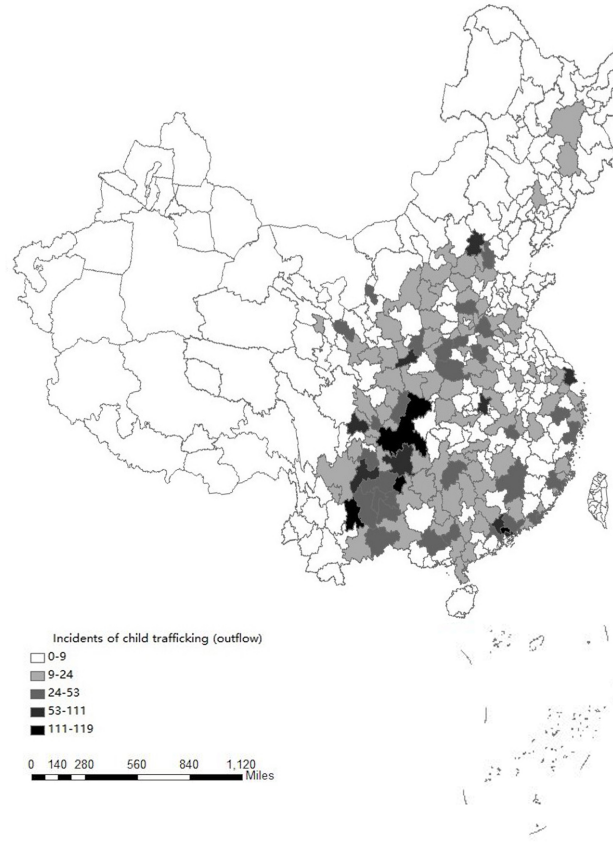 Incidents of child trafficking (outflow)
0-9
9-24
24-53
53-111
111-119
0 140 280 560 840 1,120
Miles